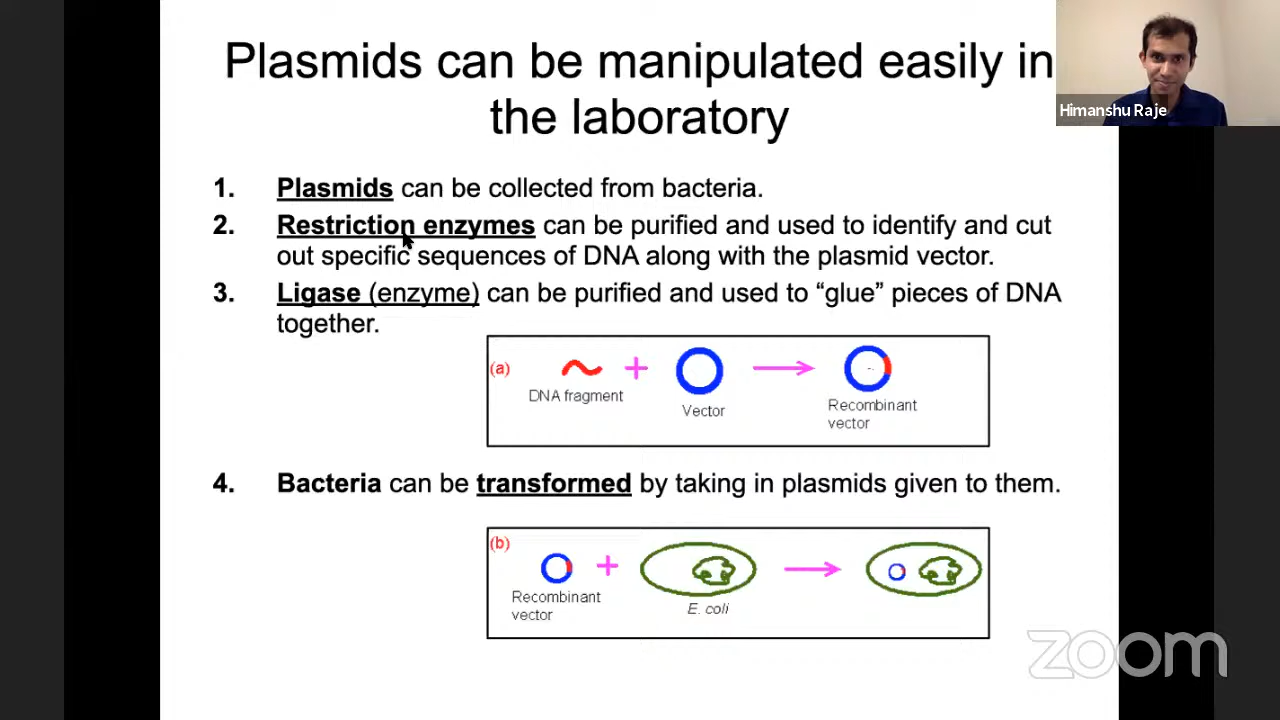 Plasmids can be manipulated easily in
the laboratory
Himanshu Raje
1. Plasmids can be collected from bacteria.
2. Restriction enzymes can be purified and used to identify and cut
out specific sequences of DNA along with the plasmid vector.
3. Ligase (enzyme) can be purified and used to “glue” pieces of DNA
together.
(a)
DNA fragment
Vector
Recombinant
vector
4. Bacteria can be transformed by taking in plasmids given to them.
(b)
Recombinant
vector
E. coli
zoom